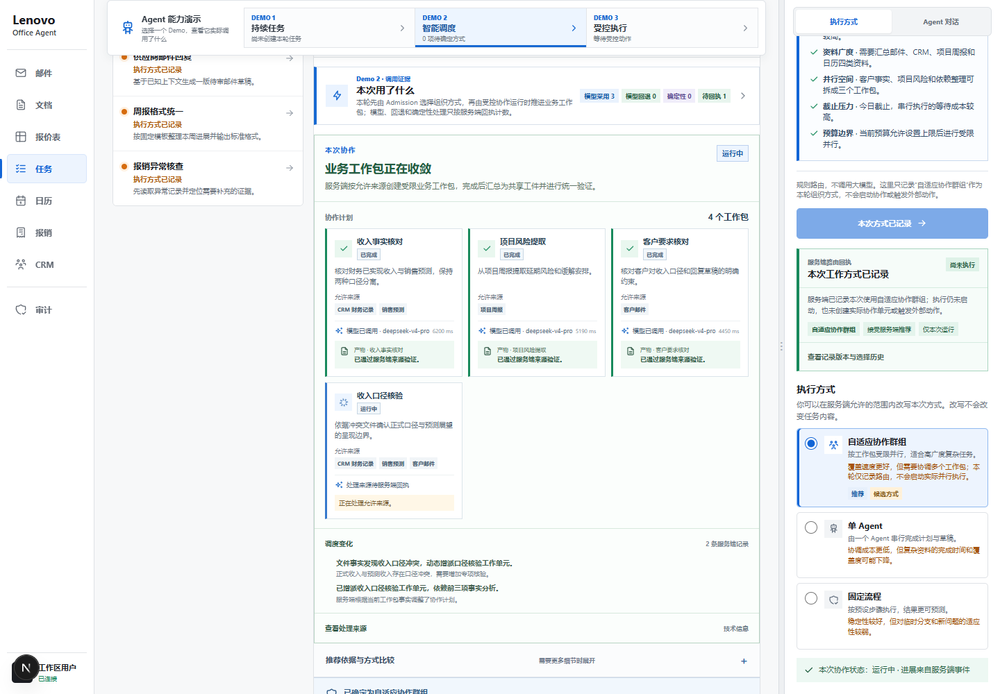 Lenovo
Office Agent
邮件
文档
报价表
任务
日历
报销
CRM
审计
N
工作区用户
已连接
Agent 能力演示
选择一个 Demo，查看它实际调
用了什么
DEMO 1
持续任务
尚未创建本轮任务
DEMO 2
智能调度
0 项待确定方式
DEMO 3
受控执行
等待受控动作
供应商邮件回复
执行方式已记录
基于已知上下文生成一版待审邮件草稿。
周报格式统一
执行方式已记录
按固定模板整理本周进展并输出标准格式。
报销异常核查
执行方式已记录
先读取异常记录并定位需要补充的证据。
Demo 2 · 调用证据
本次用了什么
本轮先由 Admission 选择组织方式，再由受控协作运行时推进业务工作
包；模型、回退和确定性处理只按服务端回执计数。
模型采用 3
模型回退 0
确定性 0
待回执 1
本次协作
业务工作包正在收敛
服务端按允许来源创建受限业务工作包，完成后汇总为共享工件并进行统一验证。
运行中
协作计划
4 个工作包
收入事实核对
已完成
核对财务已实现收入与销售预测，保持
两种口径分离。
允许来源
CRM 财务记录
销售预测
模型已调用 · deepseek-v4-pro 6200 ms
产物 · 收入事实核对
已通过服务端来源验证。
项目风险提取
已完成
从项目周报提取延期风险和缓解安排。
允许来源
项目周报
模型已调用 · deepseek-v4-pro 5190 ms
产物 · 项目风险提取
已通过服务端来源验证。
客户要求核对
已完成
核对客户对收入口径和回复草稿的明确
约束。
允许来源
客户邮件
模型已调用 · deepseek-v4-pro 4450 ms
产物 · 客户要求核对
已通过服务端来源验证。
收入口径核验
运行中
依据冲突文件确认正式口径与预测展望
的呈现边界。
允许来源
CRM 财务记录
销售预测
客户邮件
处理来源待服务端回执
正在处理允许来源。
调度变化
2 条服务端记录
文件事实发现收入口径冲突，动态增派口径核验工作单元。
正式收入与预测收入存在口径冲突，需要增加专项核验。
已增派收入口径核验工作单元，依赖前三项事实分析。
服务端根据当前工作包事实调整了协作计划。
查看处理来源
技术信息
推荐依据与方式比较
需要更多细节时展开
+
已确定为自适应协作群组
执行方式
Agent 对话
较高。
资料广度 · 需要汇总邮件、CRM、项目周报和
日历四类资料。
并行空间 · 客户事实、项目风险和依赖整理可
拆成三个工作包。
截止压力 · 今日截止，串行执行的等待成本较
高。
预算边界 · 当前预算允许设置上限后进行受限
并行。
规则路由，不调用大模型。这里只记录“自适应协作群组”作为
本轮组织方式，不会启动协作或触发外部动作。
本次方式已记录
服务端路由回执
本次工作方式已记录
尚未执行
服务端已记录本次使用自适应协作群组；执行仍未启
动，也未创建实际协作单元或触发外部动作。
自适应协作群组
接受服务端推荐
仅本次运行
查看记录版本与选择历史
执行方式
你可以在服务端允许的范围内改写本次方式。改写不会改
变任务内容。
自适应协作群组
按工作包受限并行，适合高广度复杂任务。
覆盖速度更好，但需要协调多个工作包；本
轮仅记录路由，不会启动实际并行执行。
推荐
候选方式
单 Agent
由一个 Agent 串行完成计划与草稿。
协调成本更低，但复杂资料的完成时间和覆
盖度可能下降。
固定流程
按预设步骤执行，结果更可预测。
稳定性较好，但对临时分支和新问题的适应
性较弱。
本次协作状态：运行中 · 进展来自服务端事件